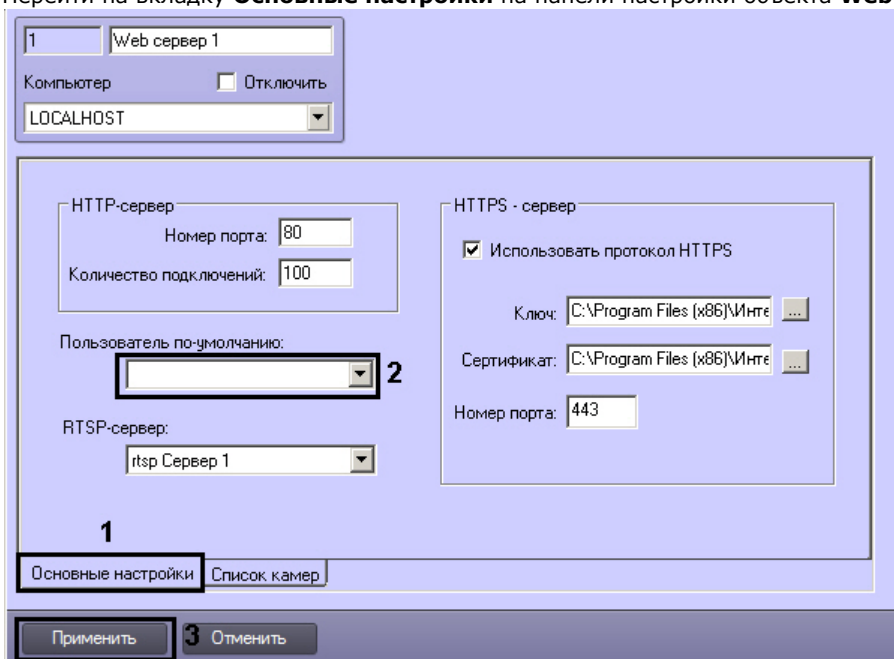 Перейти на вкладку Основные настройки на панели настройки объекта Web
1 Web сервер 1
Компьютер Отключить
LOCALHOST
HTTP-сервер
Номер порта: 80
Количество подключений: 100
Пользователь по-умолчанию:
2
RTSP-сервер:
rtsp Сервер 1
HTTPS - сервер
Использовать протокол HTTPS
Ключ: C:\Program Files (x86)\Инте ...
Сертификат: C:\Program Files (x86)\Инте ...
Номер порта: 443
1
Основные настройки Список камер
Применить 3 Отменить